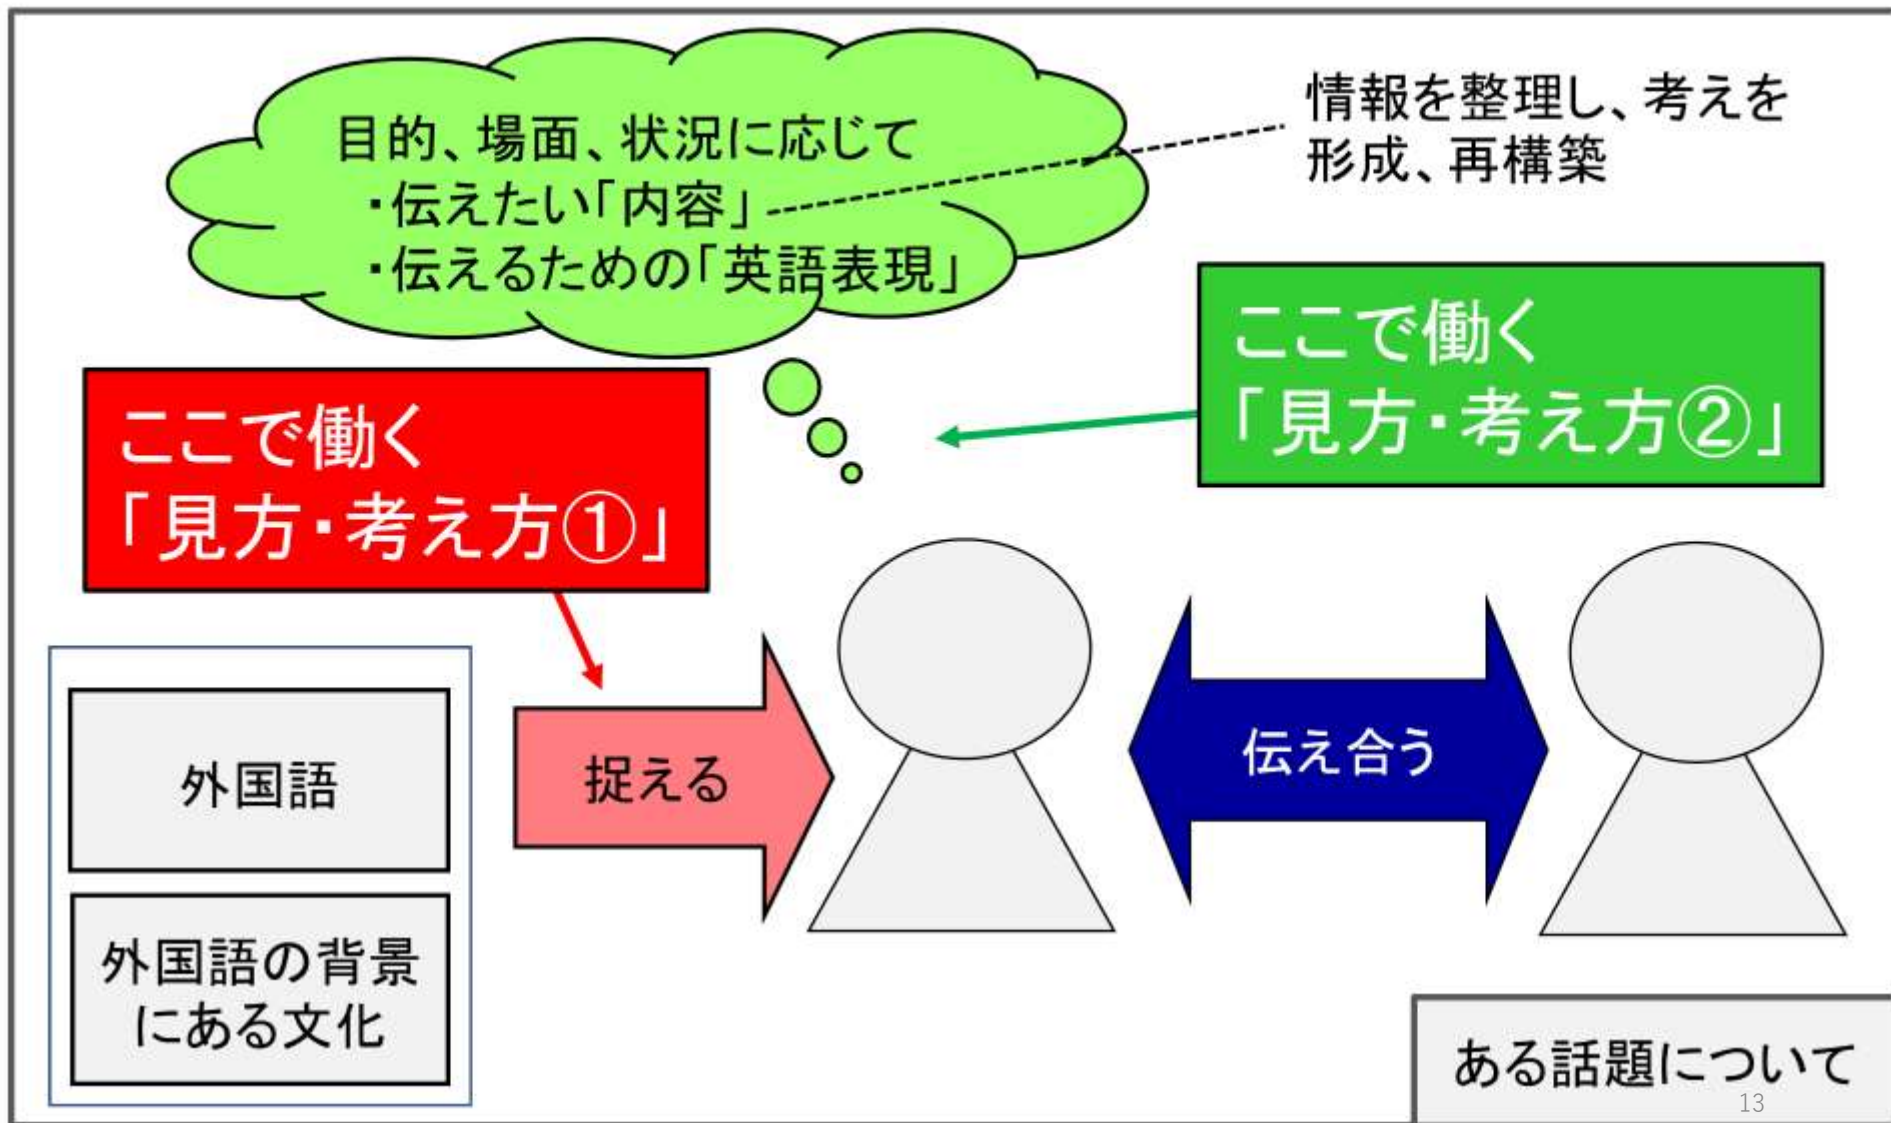 目的、場面、状況に応じて
・伝えたい「内容」
・伝えるための「英語表現」
情報を整理し、考えを
形成、再構築
ここで働く
「見方・考え方②」
ここで働く
「見方・考え方①」
外国語
外国語の背景
にある文化
捉える
伝え合う
ある話題について
13